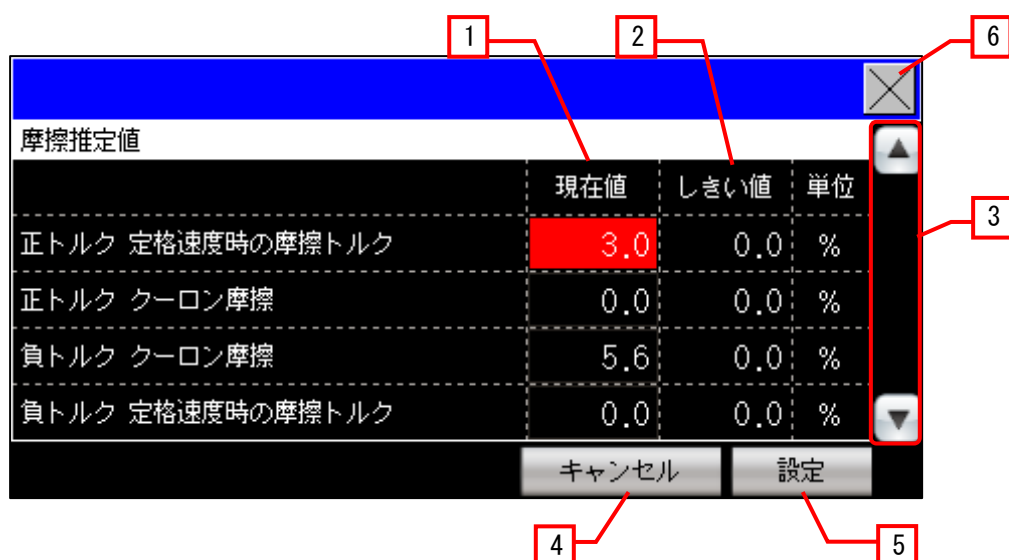 1
2
6
摩擦推定値
現在値 しきい値 単位
3
正トルク 定格速度時の摩擦トルク 3.0 0.0 %
正トルク クーロン摩擦 0.0 0.0 %
負トルク クーロン摩擦 5.6 0.0 %
負トルク 定格速度時の摩擦トルク 0.0 0.0 %
キャンセル 設定
4
5